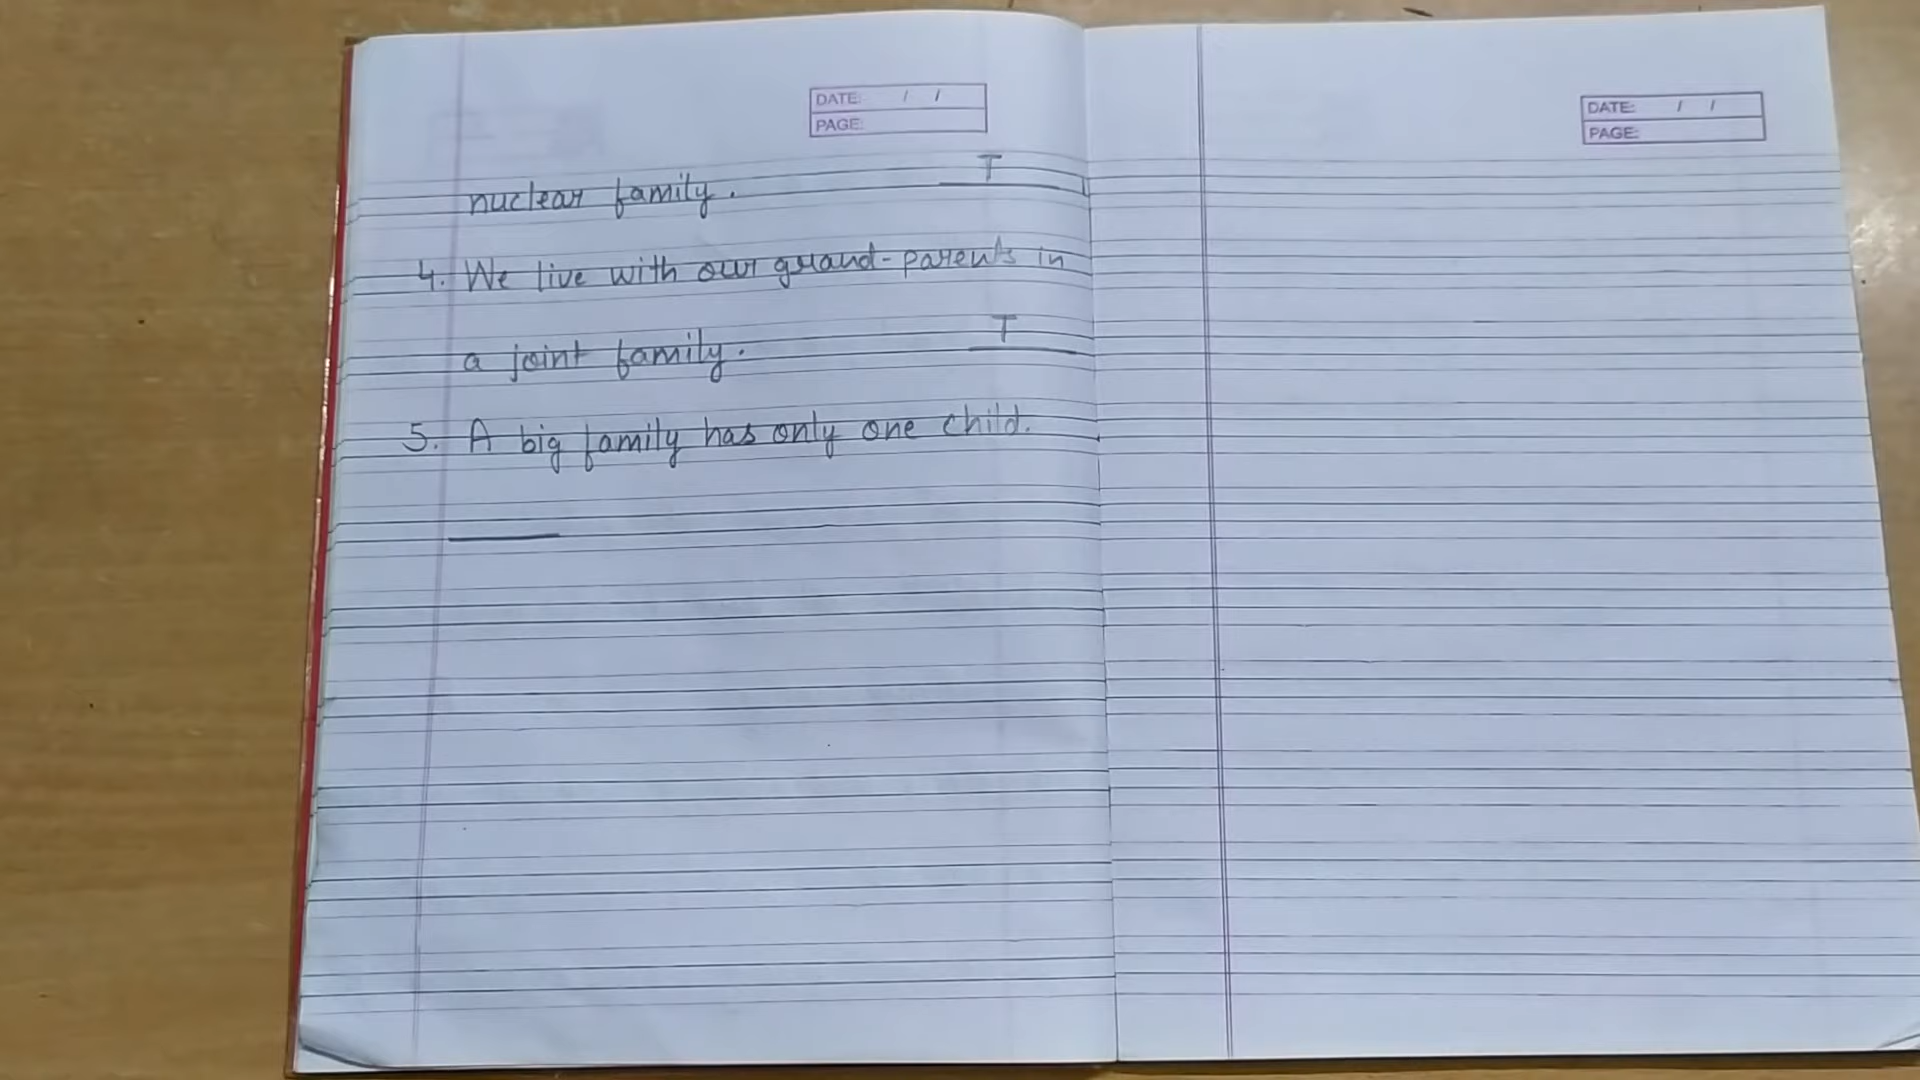 DATE: / /
PAGE:
nuclear family. T
4. We live with our grand-parents in
a joint family. T
5. A big family has only one child.
DATE: / /
PAGE: